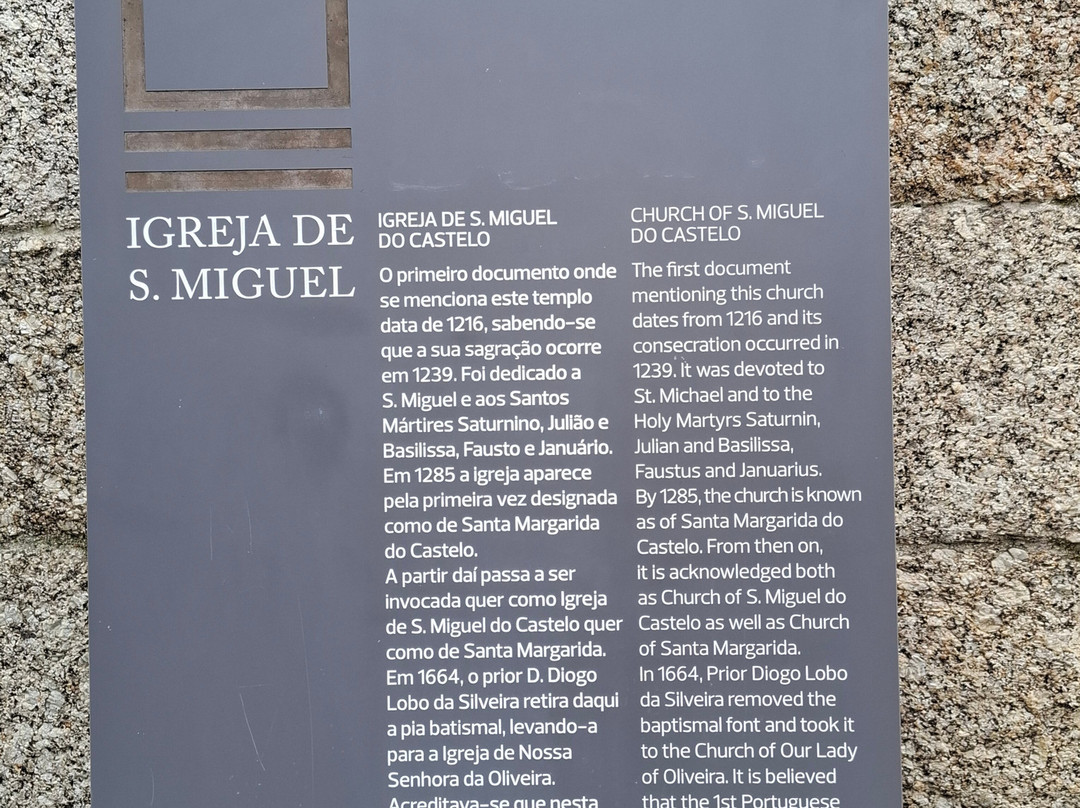 IGREJA DE
S. MIGUEL
IGREJA DE S. MIGUEL
DO CASTELO
O primeiro documento onde
se menciona este templo
data de 1216, sabendo-se
que a sua sagração ocorre
em 1239. Foi dedicado a
S. Miguel e aos Santos
Mártires Saturnino, Julião e
Basilissa, Fausto e Januário.
Em 1285 a igreja aparece
pela primeira vez designada
como de Santa Margarida
do Castelo.
A partir daí passa a ser
invocada quer como Igreja
de S. Miguel do Castelo quer
como de Santa Margarida.
Em 1664, o prior D. Diogo
Lobo da Silveira retira daqui
a pia batismal, levando-a
para a Igreja de Nossa
Senhora da Oliveira.
Acreditava-se que nesta
CHURCH OF S. MIGUEL
DO CASTELO
The first document
mentioning this church
dates from 1216 and its
consecration occurred in
1239. It was devoted to
St. Michael and to the
Holy Martyrs Saturnin,
Julian and Basilissa,
Faustus and Januarius.
By 1285, the church is known
as of Santa Margarida do
Castelo. From then on,
it is acknowledged both
as Church of S. Miguel do
Castelo as well as Church
of Santa Margarida.
In 1664, Prior Diogo Lobo
da Silveira removed the
baptismal font and took it
to the Church of Our Lady
of Oliveira. It is believed
that the 1st Portuguese